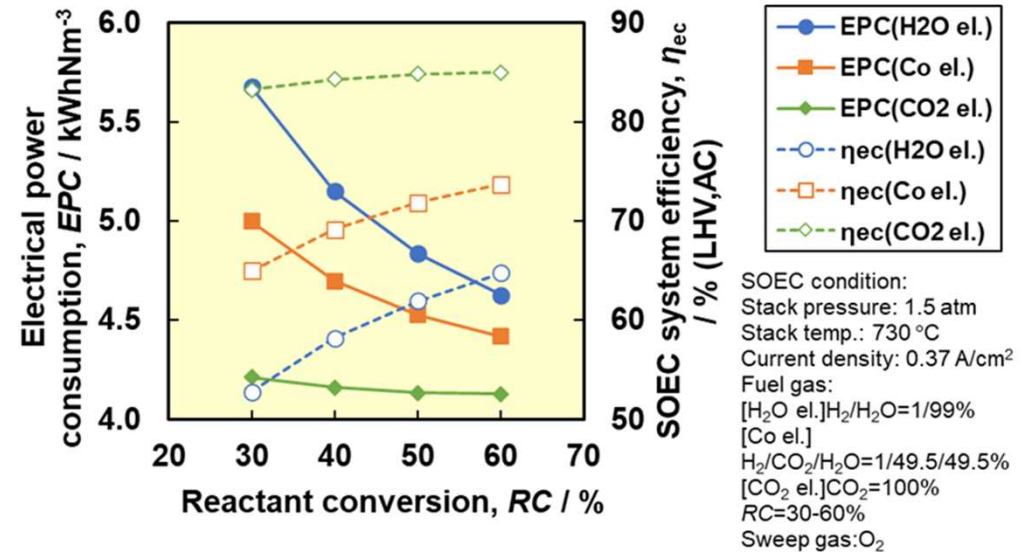 Electrical power
consumption, EPC / kWhNm⁻³
6.0
5.5
5.0
4.5
4.0
20 30 40 50 60 70
Reactant conversion, RC / %
90
80
70
60
50
SOEC system efficiency, ηec
/ % (LHV,AC)
EPC(H2O el.)
EPC(Co el.)
EPC(CO2 el.)
ηec(H2O el.)
ηec(Co el.)
ηec(CO2 el.)
SOEC condition:
Stack pressure: 1.5 atm
Stack temp.: 730 °C
Current density: 0.37 A/cm²
Fuel gas:
[H₂O el.]H₂/H₂O=1/99%
[Co el.]
H₂/CO₂/H₂O=1/49.5/49.5%
[CO₂ el.]CO₂=100%
RC=30-60%
Sweep gas:O₂